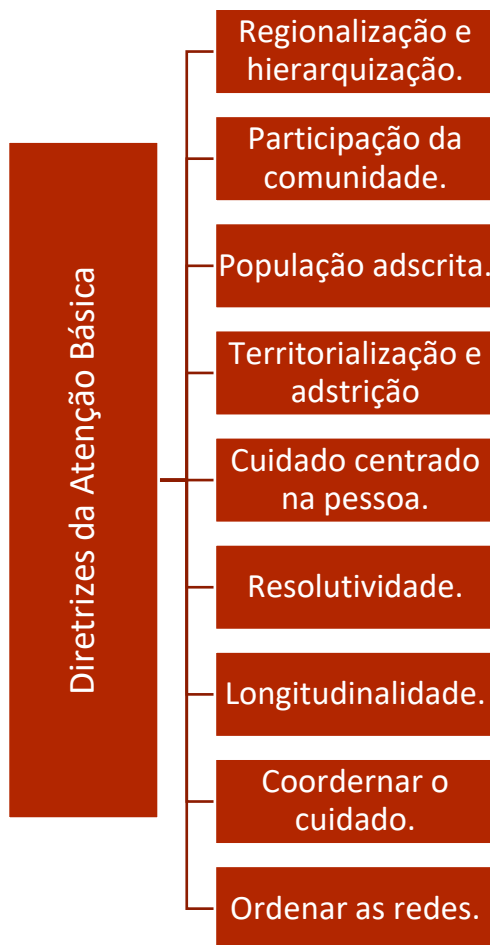 Diretrizes da Atenção Básica
Regionalização e
hierarquização.
Participação da
comunidade.
População adscrita.
Territorialização e
adstrição
Cuidado centrado
na pessoa.
Resolutividade.
Longitudinalidade.
Coordernar o
cuidado.
Ordenar as redes.